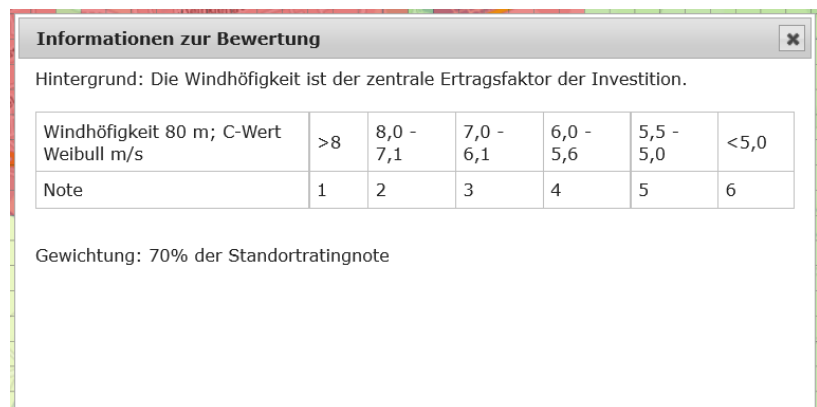 Informationen zur Bewertung
Hintergrund: Die Windhöfigkeit ist der zentrale Ertragsfaktor der Investition.
Windhöfigkeit 80 m; C-Wert Weibull m/s >8 8,0 - 7,1 7,0 - 6,1 6,0 - 5,6 5,5 - 5,0 <5,0
Note 1 2 3 4 5 6
Gewichtung: 70% der Standortratingnote